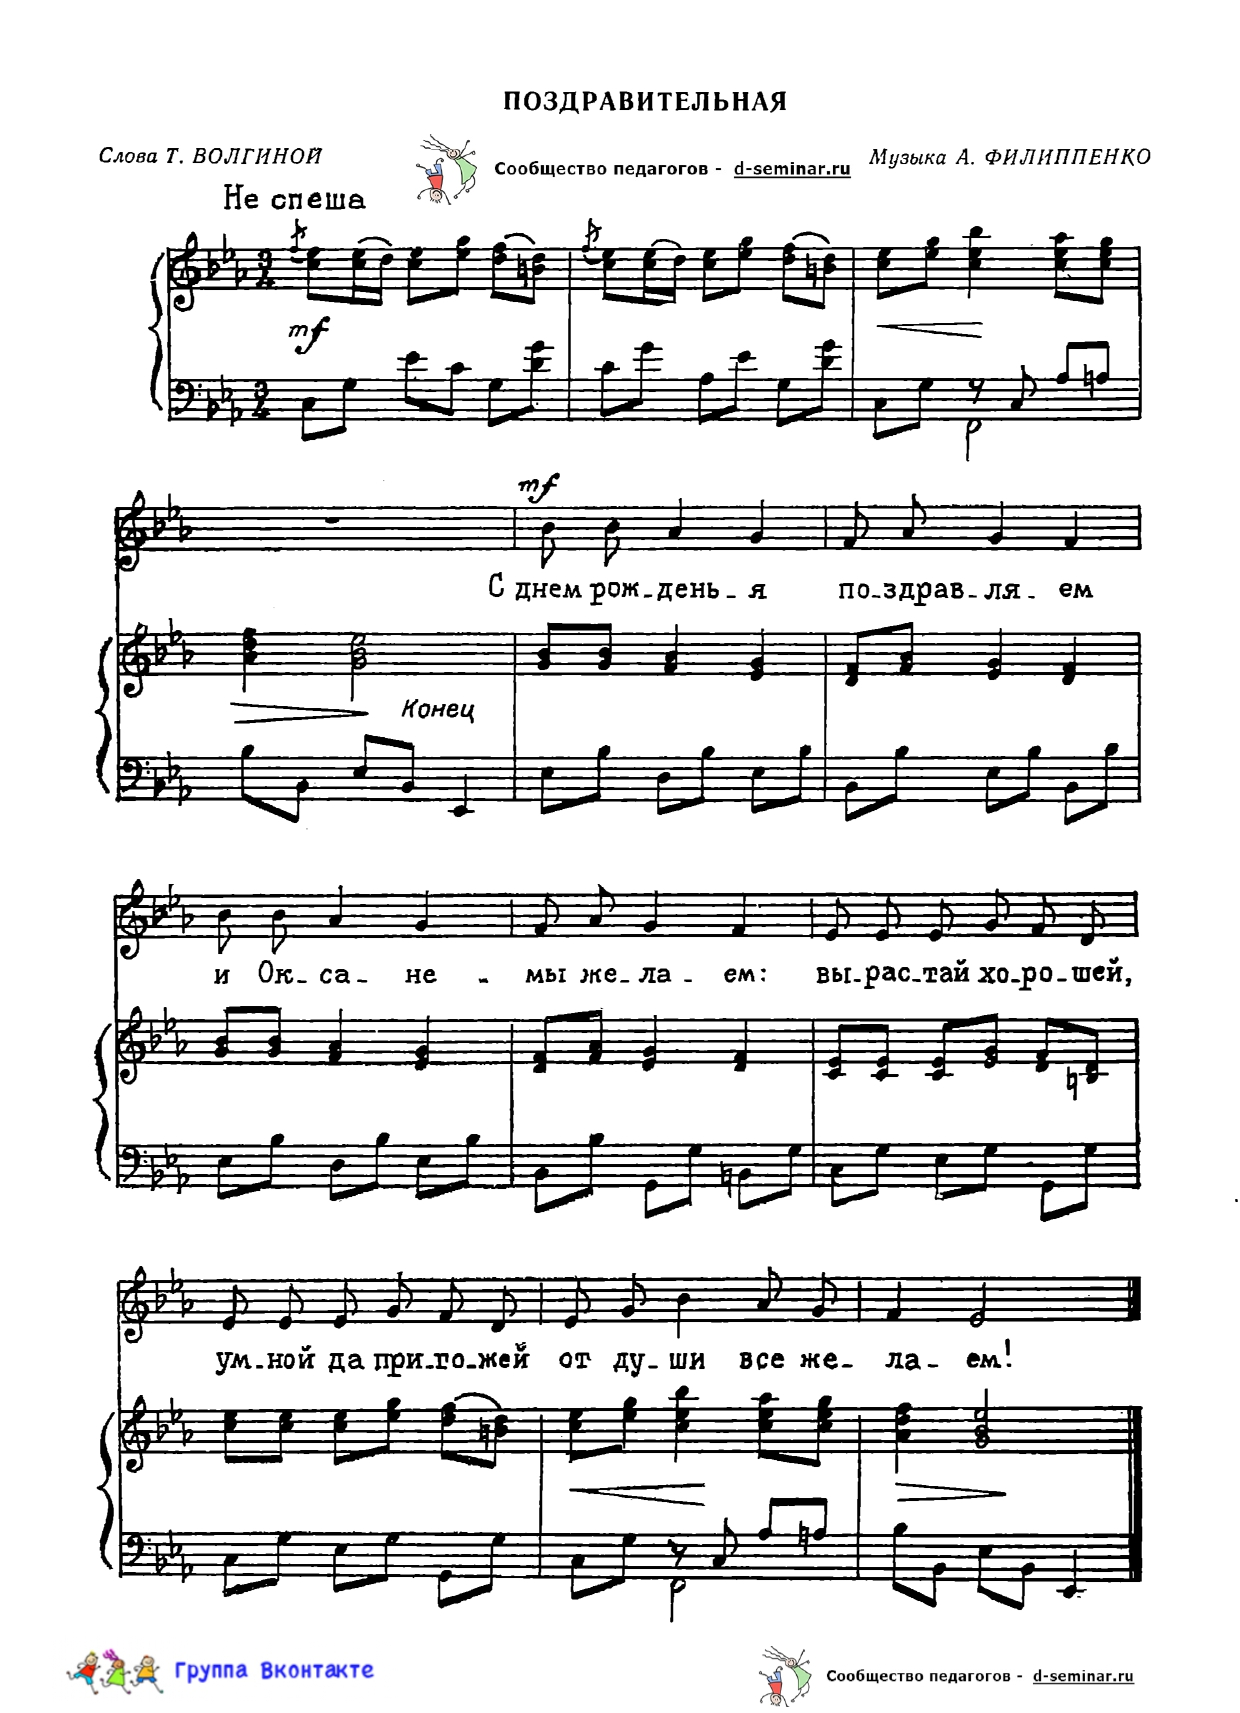 ПОЗДРАВИТЕЛЬНАЯ
Слова Т. ВОЛГИНОЙ
Сообщество педагогов - d-seminar.ru
Музыка А. ФИЛИППЕНКО
Не спеша
mf
mf
С днем рож-день-я по-здрав-ля-ем
Конец
и Ок-са-не - мы же-ла-ем: вы-рас-тай хо-ро-шей,
ум-ной да при-го-жей от ду-ши все же-ла-ем!
Группа Вконтакте
Сообщество педагогов - d-seminar.ru